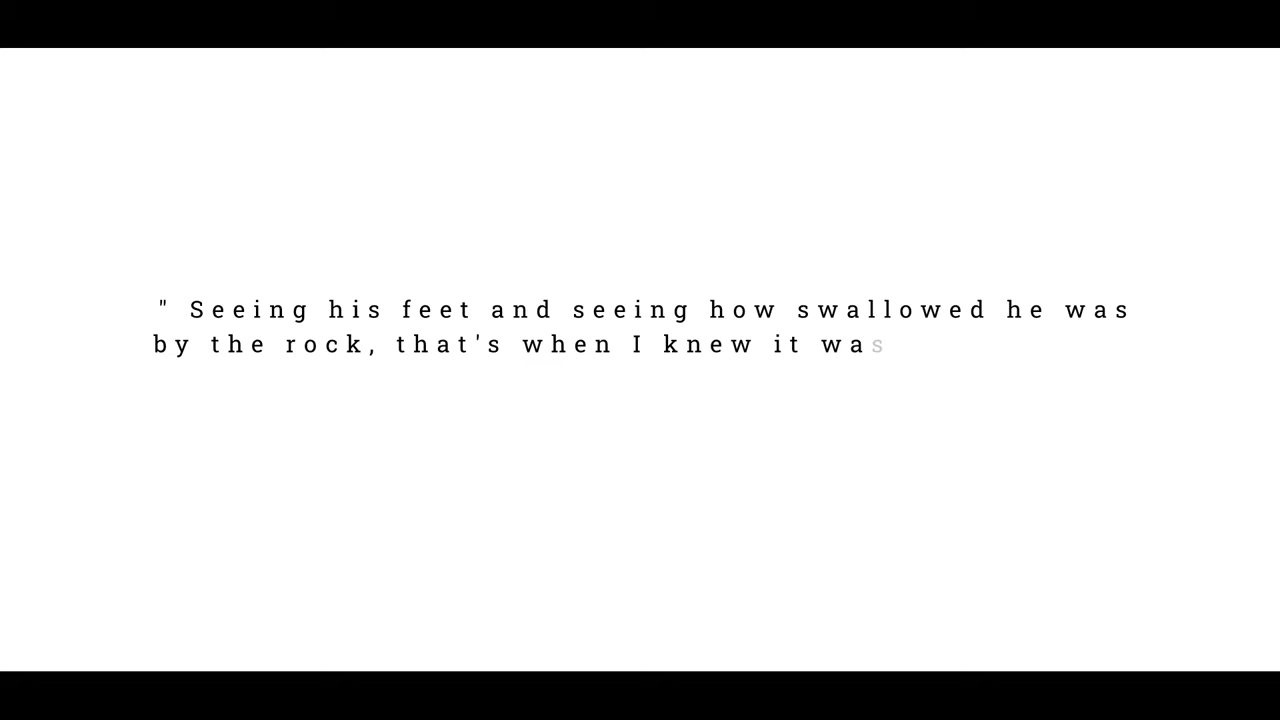 " Seeing his feet and seeing how swallowed he was
by the rock, that's when I knew it was